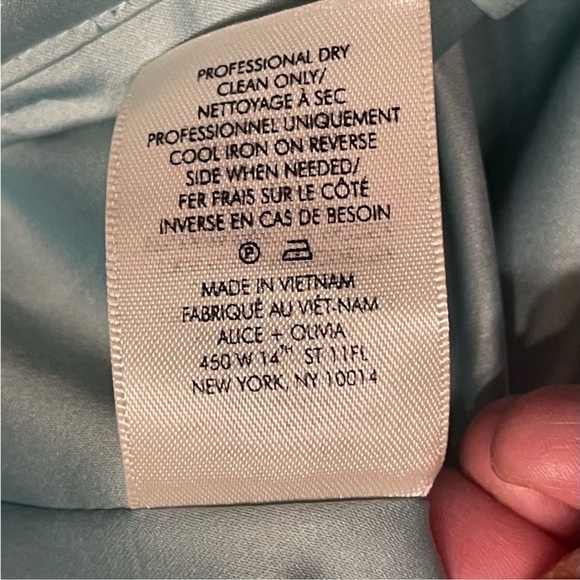 PROFESSIONAL DRY
CLEAN ONLY/
NETTOYAGE À SEC
PROFESSIONNEL UNIQUEMENT
COOL IRON ON REVERSE
SIDE WHEN NEEDED/
FER FRAIS SUR LE CÔTÉ
INVERSE EN CAS DE BESOIN
P
MADE IN VIETNAM
FABRIQUÉ AU VIÊT-NAM
ALICE + OLIVIA
450 W 14TH ST 11FL
NEW YORK, NY 10014